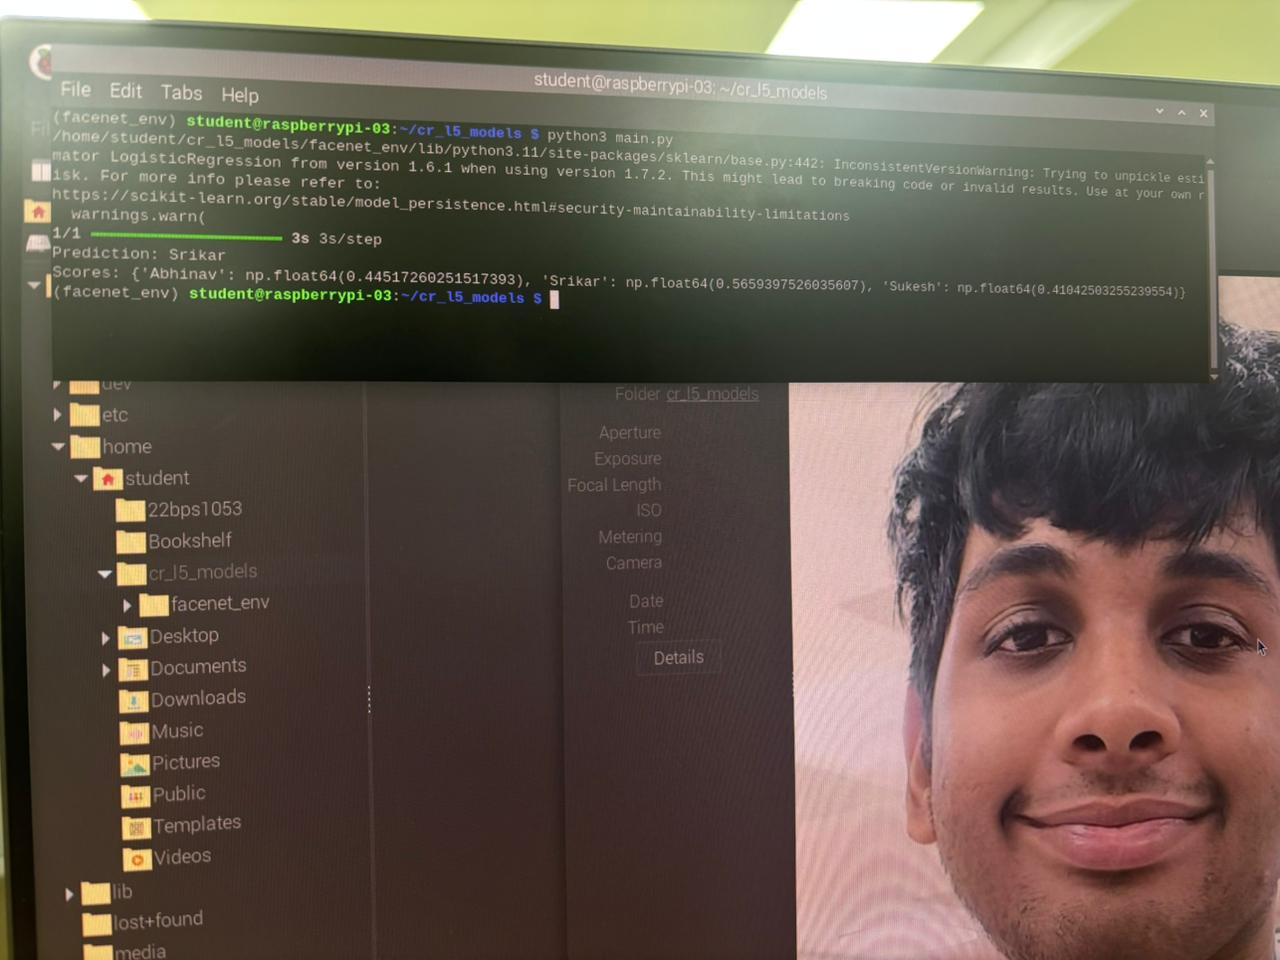 student@raspberrypi-03: ~/cr_l5_models
File Edit Tabs Help
(facenet_env) student@raspberrypi-03:~/cr_l5_models $ python3 main.py
/home/student/cr_l5_models/facenet_env/lib/python3.11/site-packages/sklearn/base.py:442: InconsistentVersionWarning: Trying to unpickle esti
mator LogisticRegression from version 1.6.1 when using version 1.7.2. This might lead to breaking code or invalid results. Use at your own r
isk. For more info please refer to:
https://scikit-learn.org/stable/model_persistence.html#security-maintainability-limitations
warnings.warn(
1/1 3s 3s/step
Prediction: Srikar
Scores: {'Abhinav': np.float64(0.44517260251517393), 'Srikar': np.float64(0.5659397526035607), 'Sukesh': np.float64(0.41042503255239554)}
(facenet_env) student@raspberrypi-03:~/cr_l5_models $
dev
etc
home
student
22bps1053
Bookshelf
cr_l5_models
facenet_env
Desktop
Documents
Downloads
Music
Pictures
Public
Templates
Videos
lib
lost+found
media
Folder cr_l5_models
Aperture
Exposure
Focal Length
ISO
Metering
Camera
Date
Time
Details